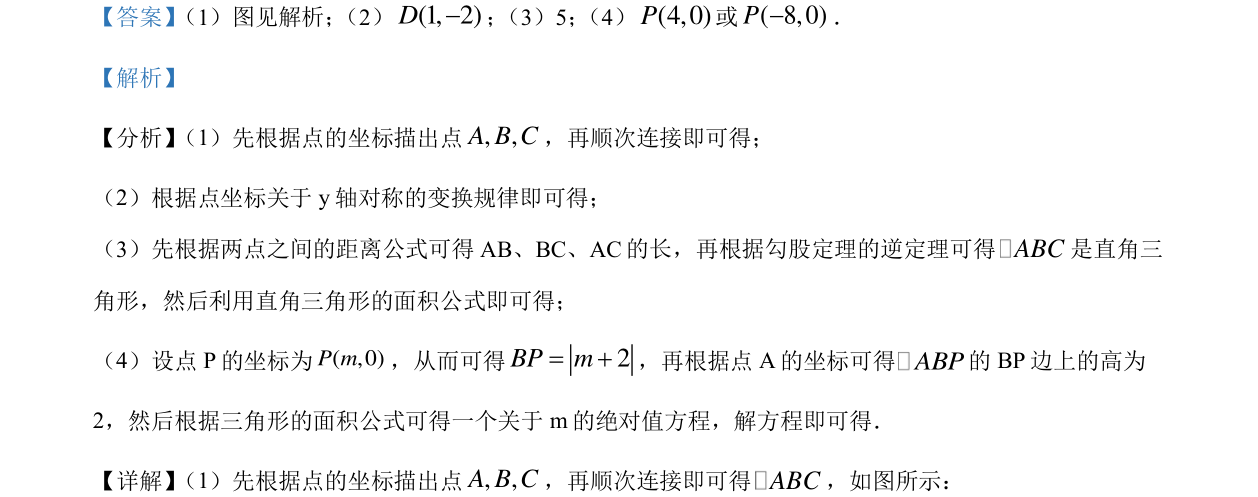 【答案】（1）图见解析；（2）D(1,−2)；（3）5；（4）P(4,0)或P(−8,0)．
【解析】
【分析】（1）先根据点的坐标描出点A,B,C，再顺次连接即可得；
（2）根据点坐标关于 y 轴对称的变换规律即可得；
（3）先根据两点之间的距离公式可得 AB、BC、AC 的长，再根据勾股定理的逆定理可得□ABC 是直角三
角形，然后利用直角三角形的面积公式即可得；
（4）设点 P 的坐标为P(m,0)，从而可得BP=|m+2|，再根据点 A 的坐标可得□ABP 的 BP 边上的高为
2，然后根据三角形的面积公式可得一个关于 m 的绝对值方程，解方程即可得．
【详解】（1）先根据点的坐标描出点A,B,C，再顺次连接即可得□ABC，如图所示：